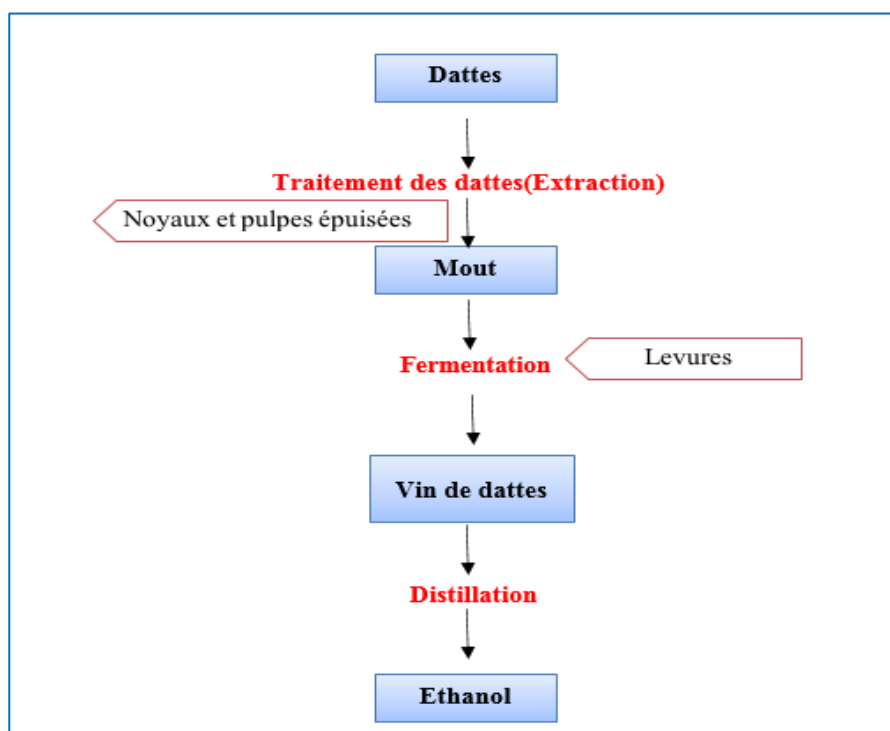 Dattes
Traitement des dattes(Extraction)
Noyaux et pulpes épuisées
Mout
Fermentation
Levures
Vin de dattes
Distillation
Ethanol